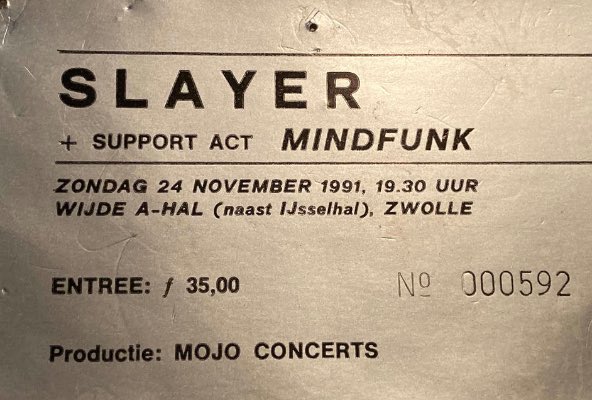 SLAYER
+ SUPPORT ACT MINDFUNK
ZONDAG 24 NOVEMBER 1991, 19.30 UUR
WIJDE A-HAL (naast IJsselhal), ZWOLLE
ENTREE: ƒ 35,00 Nº 000592
Productie: MOJO CONCERTS